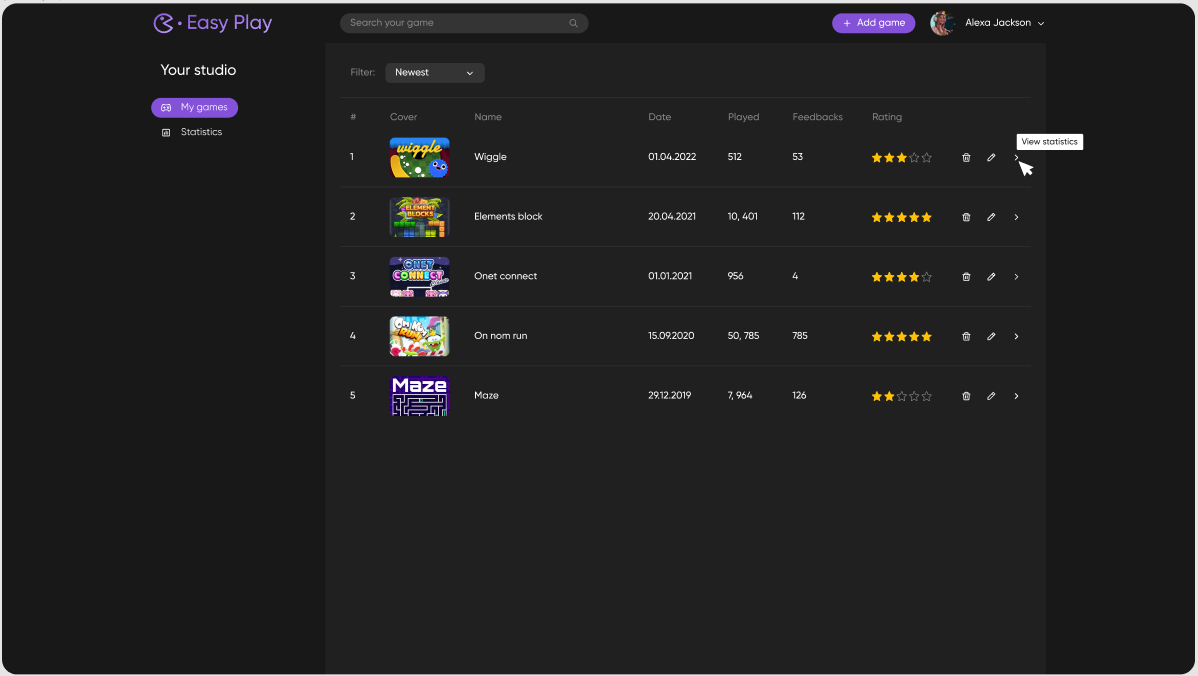 Easy Play
Search your game
+ Add game
Alexa Jackson
Your studio
My games
Statistics
Filter:
Newest
# Cover Name Date Played Feedbacks Rating
View statistics
wiggle
1 Wiggle 01.04.2022 512 53
ELEMENT
BLOCKS
2 Elements block 20.04.2021 10, 401 112
ONET
CONNECT
3 Onet connect 01.01.2021 956 4
Om Nom
RUN
4 On nom run 15.09.2020 50, 785 785
Maze
5 Maze 29.12.2019 7, 964 126